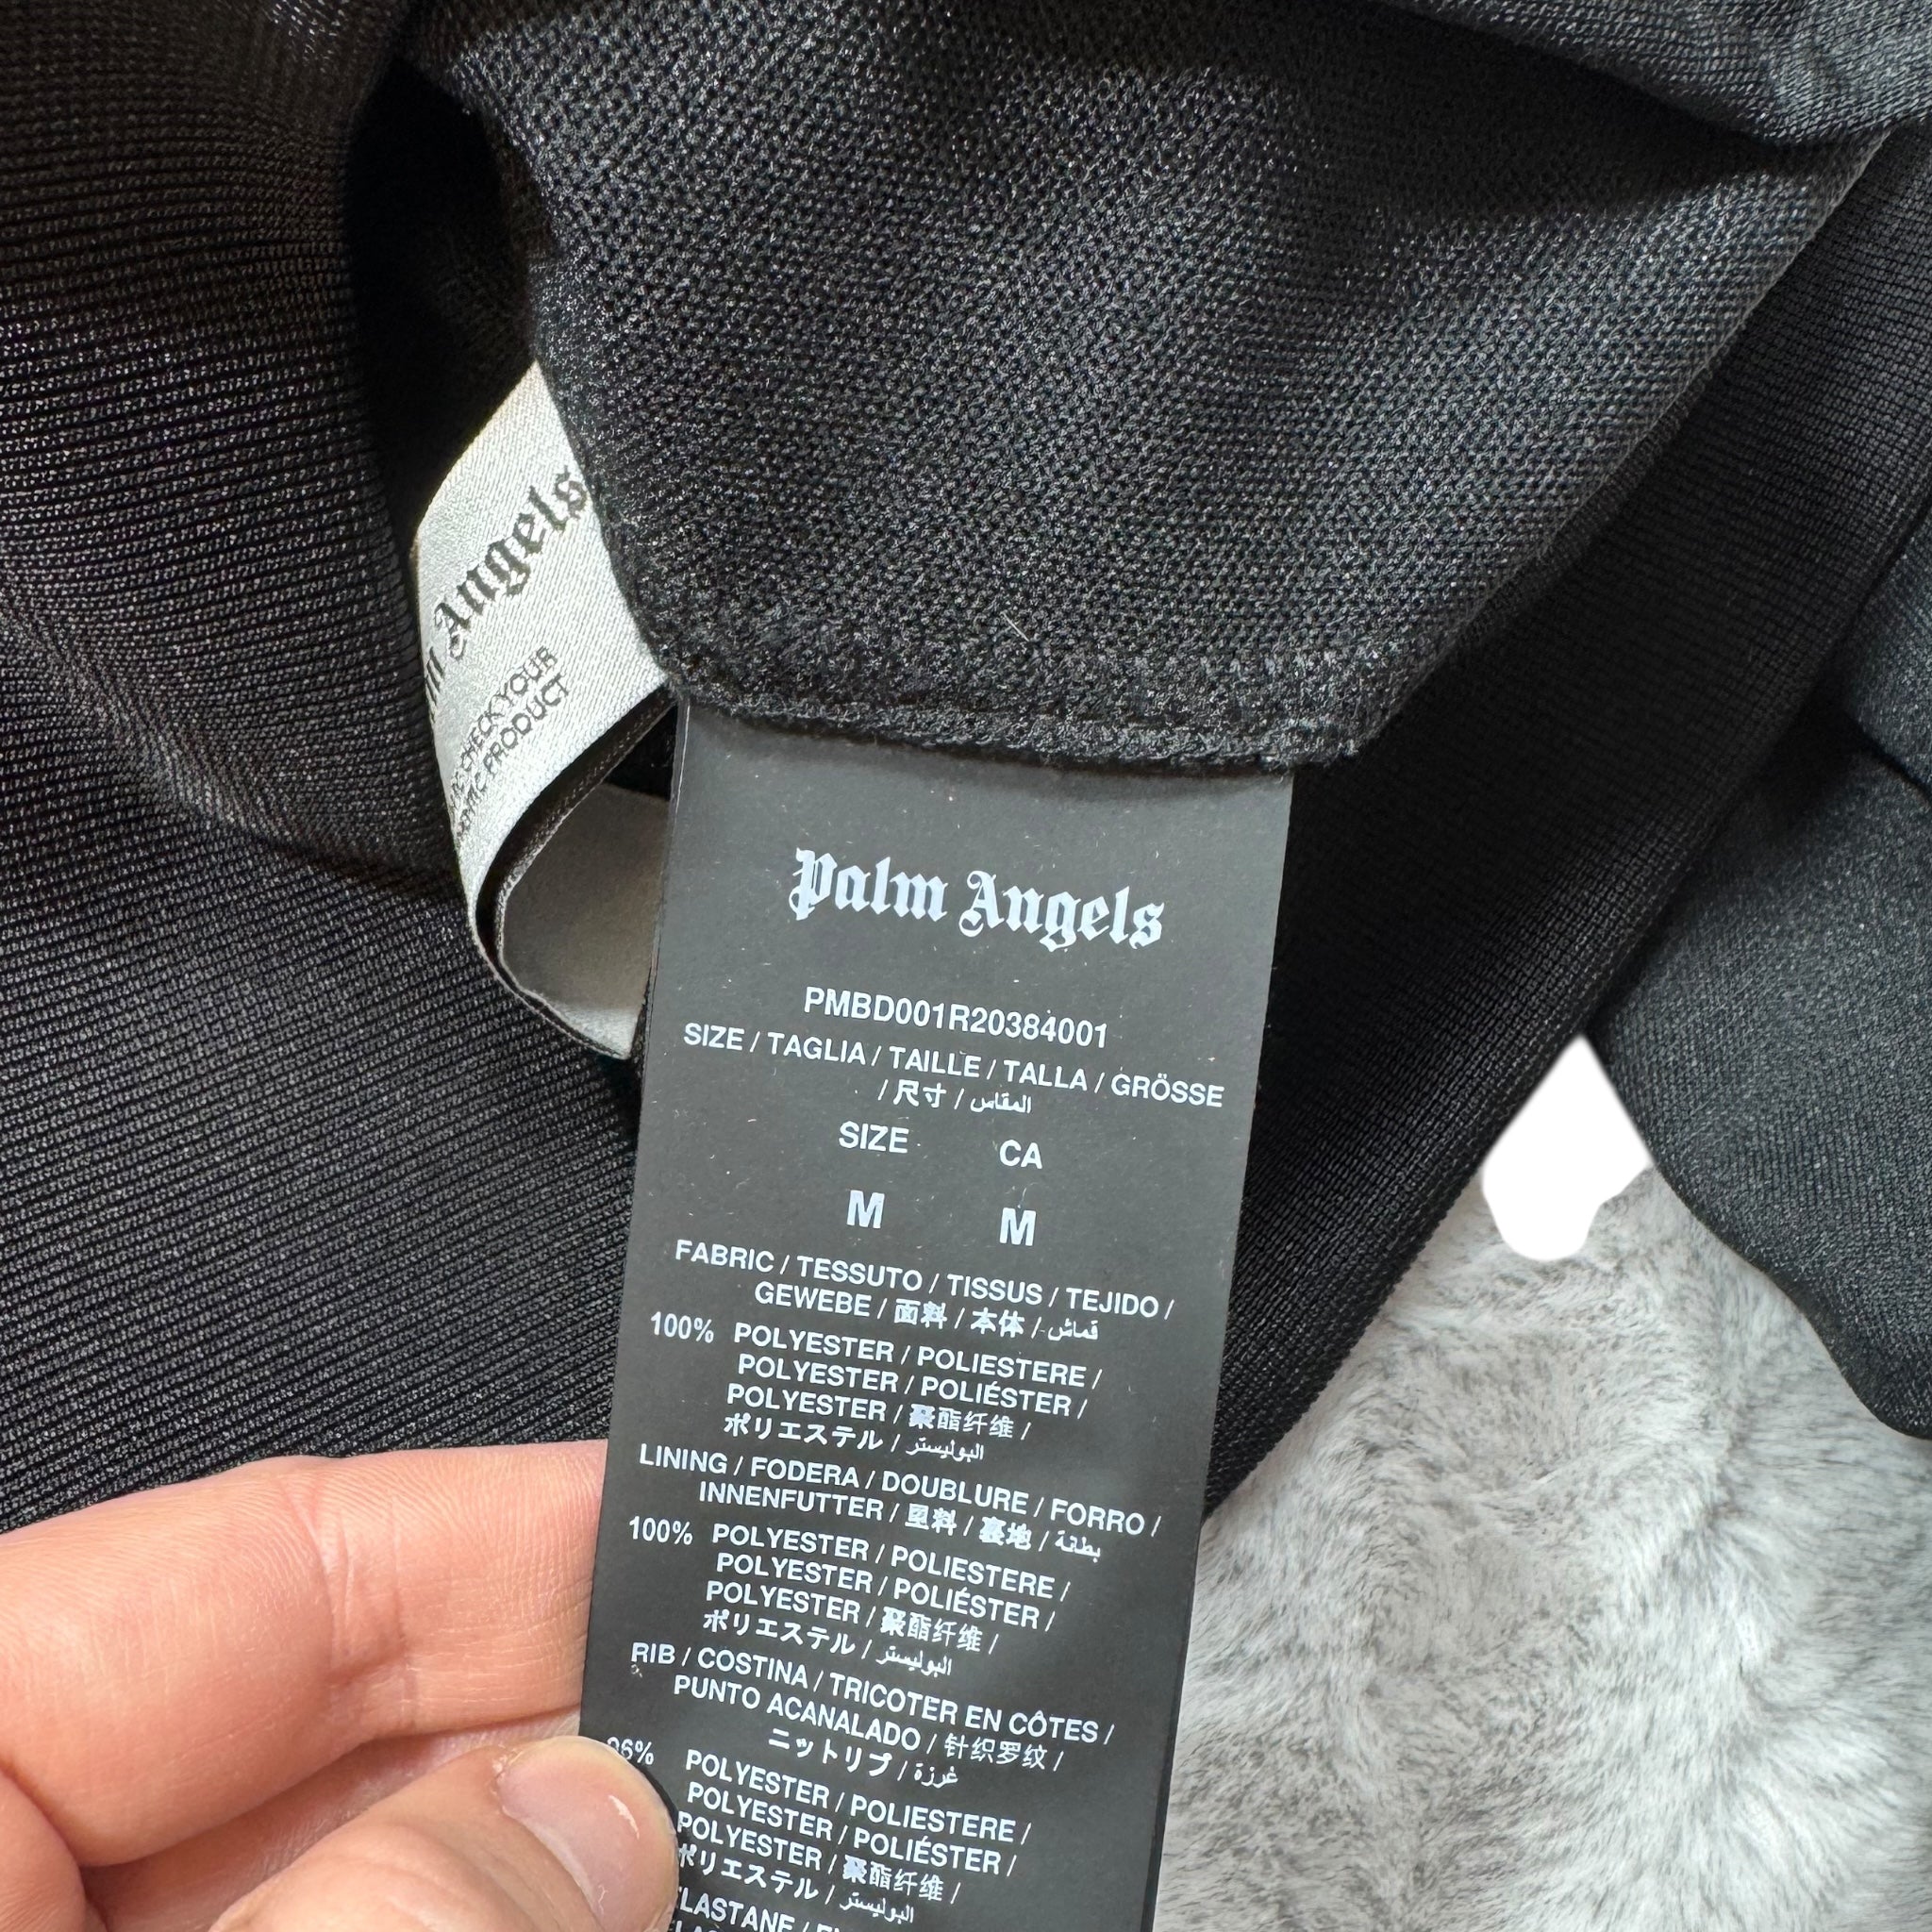 Angels
CHECK YOUR
PRODUCT
Palm Angels
PMBD001R20384001
SIZE / TAGLIA / TAILLE / TALLA / GRÖSSE
/ 尺寸 / المقاس
SIZE CA
M M
FABRIC / TESSUTO / TISSUS / TEJIDO /
GEWEBE / 面料 / 本体 / قماش
100% POLYESTER / POLIESTERE /
POLYESTER / POLIÉSTER /
POLYESTER / 聚酯纤维 /
ポリエステル / البوليستر
LINING / FODERA / DOUBLURE / FORRO /
INNENFUTTER / 里料 / 裏地 / بطانة
100% POLYESTER / POLIESTERE /
POLYESTER / POLIÉSTER /
POLYESTER / 聚酯纤维 /
ポリエステル / البوليستر
RIB / COSTINA / TRICOTER EN CÔTES /
PUNTO ACANALADO / 针织罗纹 /
ニットリブ / غرزة
96% POLYESTER / POLIESTERE /
POLYESTER / POLIÉSTER /
POLYESTER / 聚酯纤维 /
ポリエステル / البوليستر